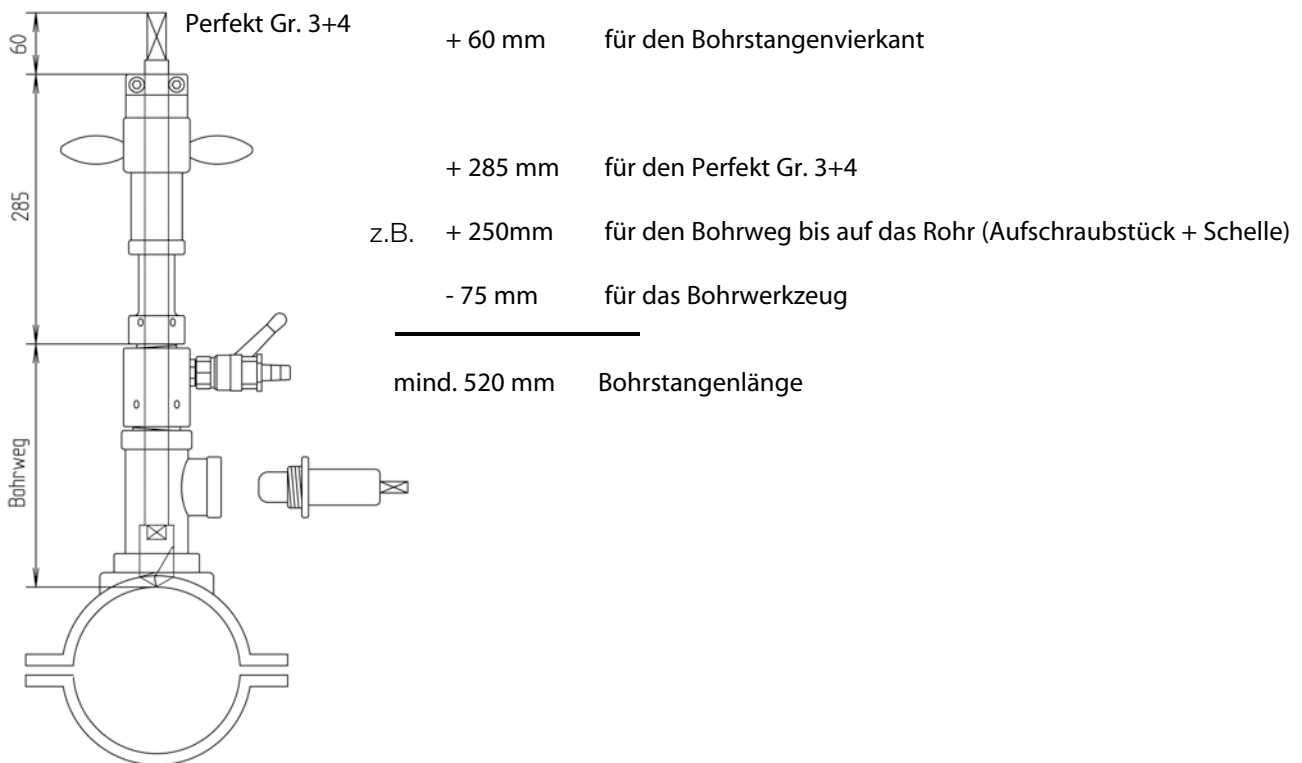 Perfekt Gr. 3+4
60
+ 60 mm für den Bohrstangenvierkant
285
+ 285 mm für den Perfekt Gr. 3+4
z.B. + 250mm für den Bohrweg bis auf das Rohr (Aufschraubstück + Schelle)
- 75 mm für das Bohrwerkzeug
mind. 520 mm Bohrstangenlänge
Bohrweg